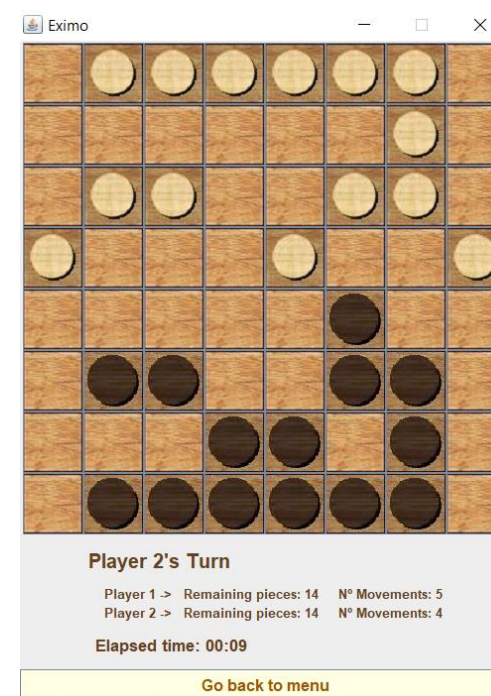 Eximo
Player 2's Turn
Player 1 -> Remaining pieces: 14 Nº Movements: 5
Player 2 -> Remaining pieces: 14 Nº Movements: 4
Elapsed time: 00:09
Go back to menu